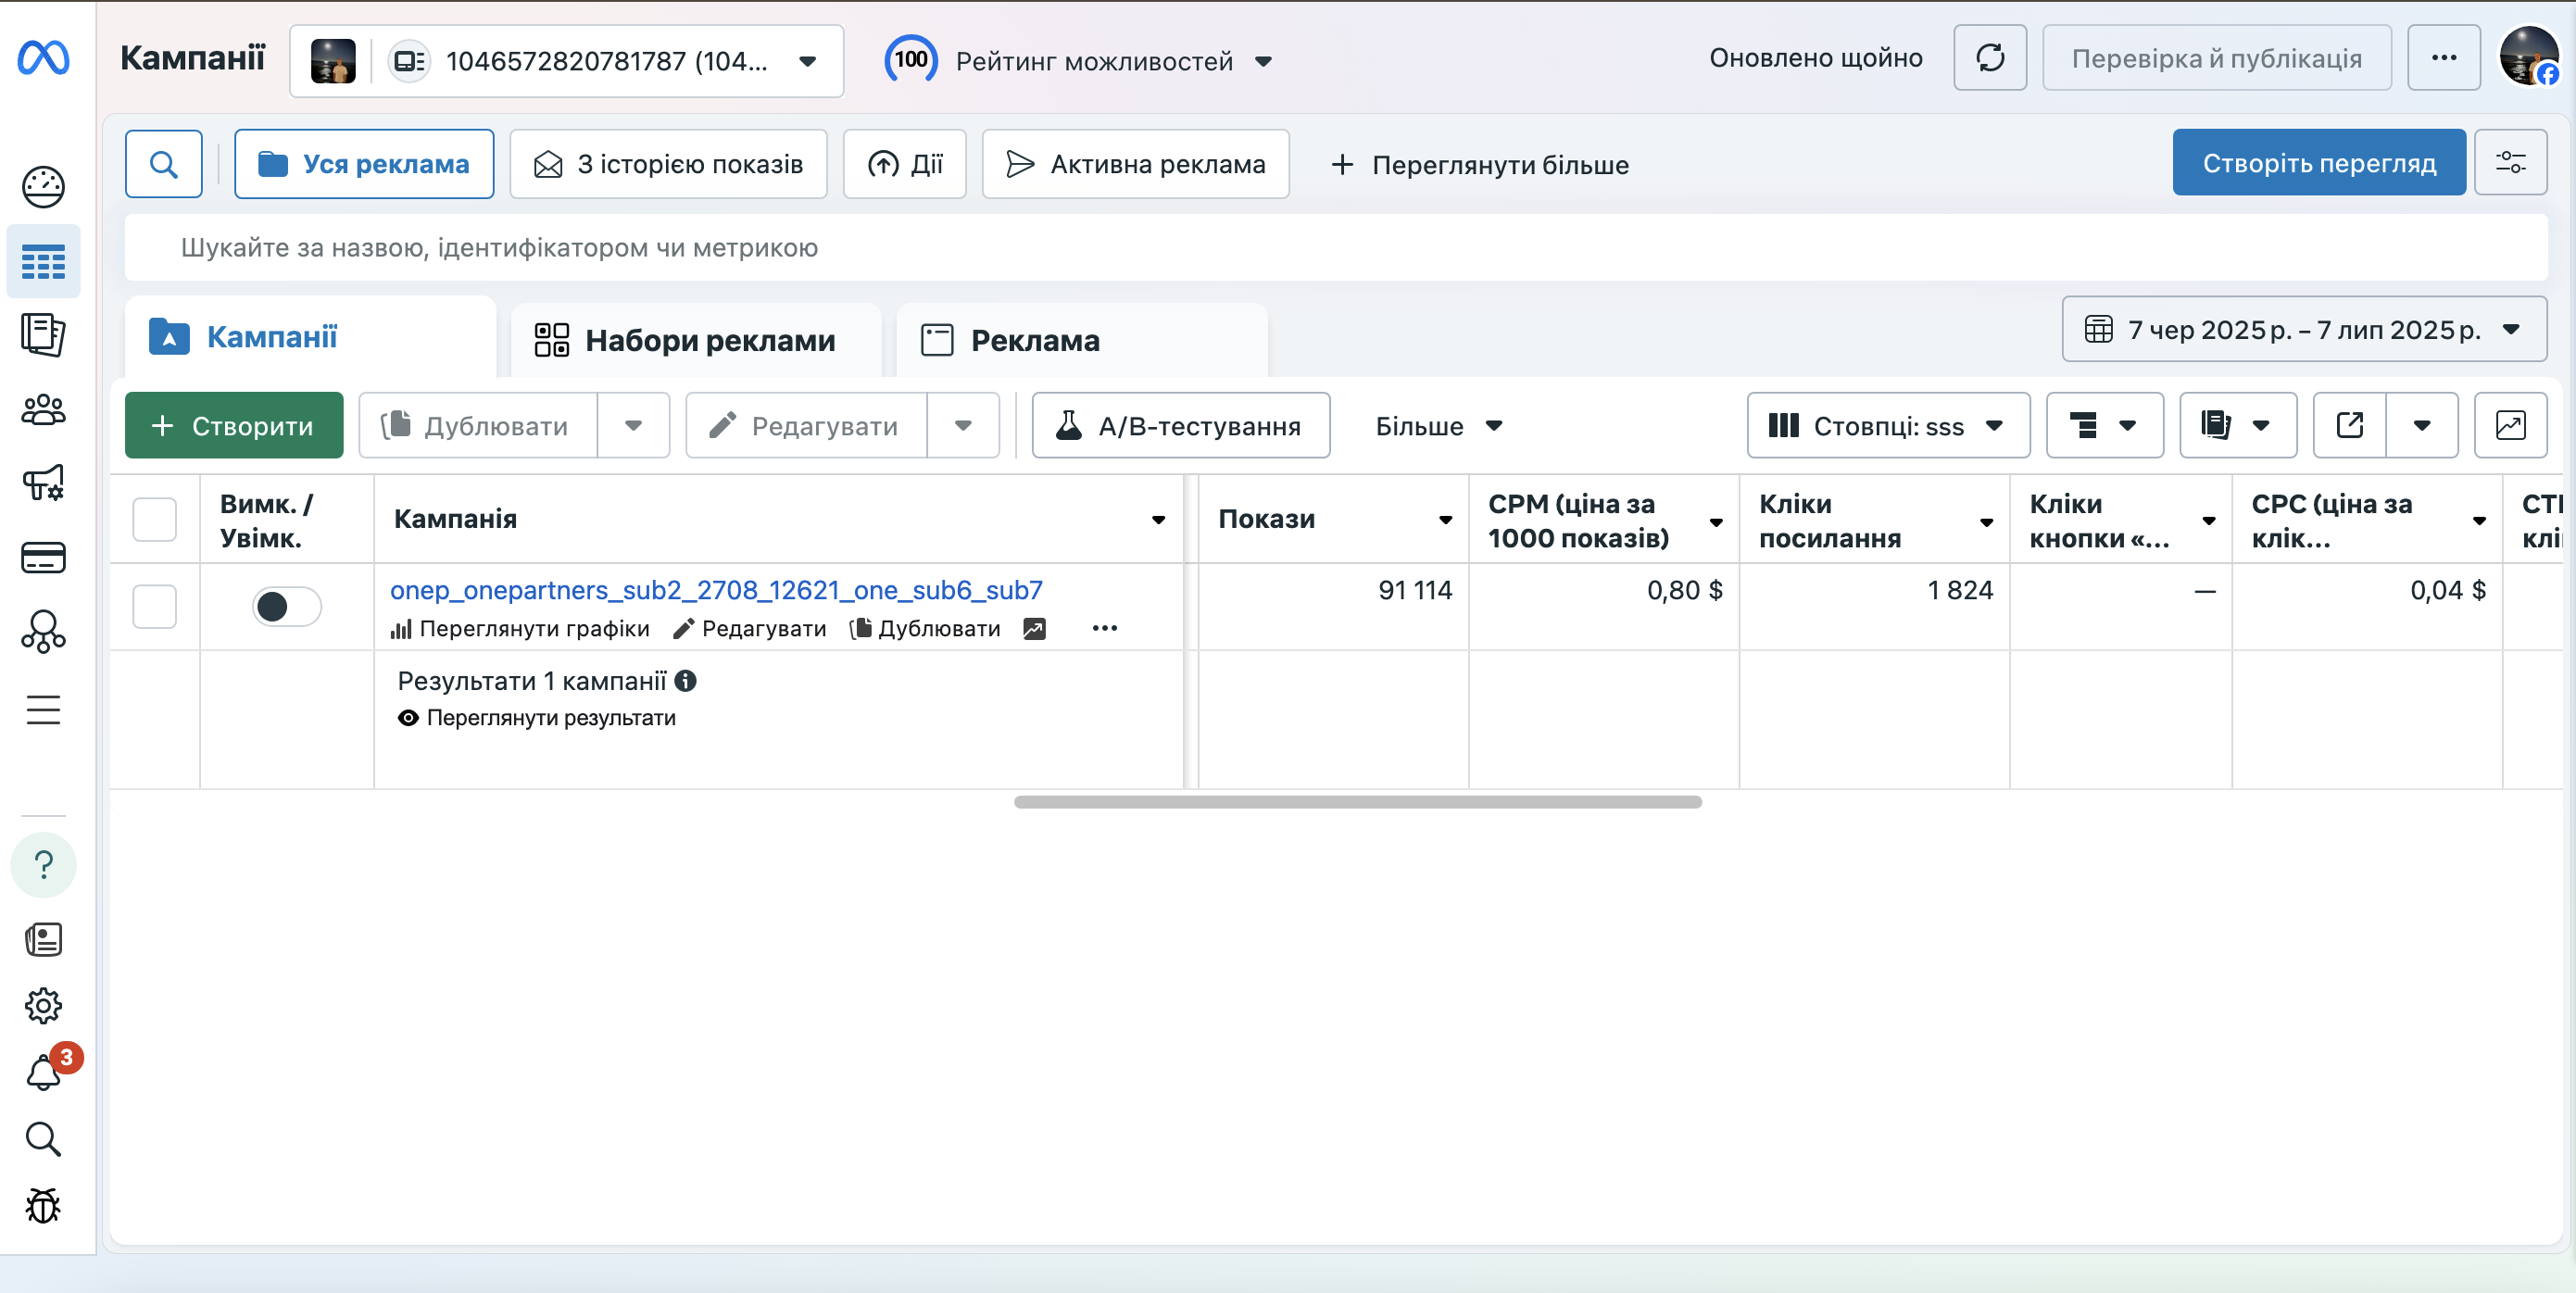 Кампанії
1046572820781787 (104...
100 Рейтинг можливостей
Оновлено щойно
Перевірка й публікація
Уся реклама
З історією показів
Дії
Активна реклама
Переглянути більше
Створіть перегляд
Шукайте за назвою, ідентифікатором чи метрикою
Кампанії
Набори реклами
Реклама
7 чер 2025 р. – 7 лип 2025 р.
Створити
Дублювати
Редагувати
А/В-тестування
Більше
Стовпці: sss
Вимк. /
Увімк.
Кампанія
Покази
CPM (ціна за
1000 показів)
Кліки
посилання
Кліки
кнопки «...
CPC (ціна за
клік...
onep_onepartners_sub2_2708_12621_one_sub6_sub7
91 114
0,80 $
1 824
—
0,04 $
Переглянути графіки
Редагувати
Дублювати
Результати 1 кампанії
Переглянути результати
?
3